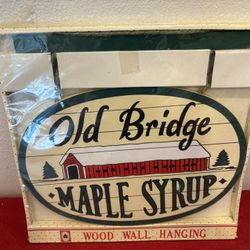 Old Bridge
MAPLE SYRUP
WOOD WALL HANGING